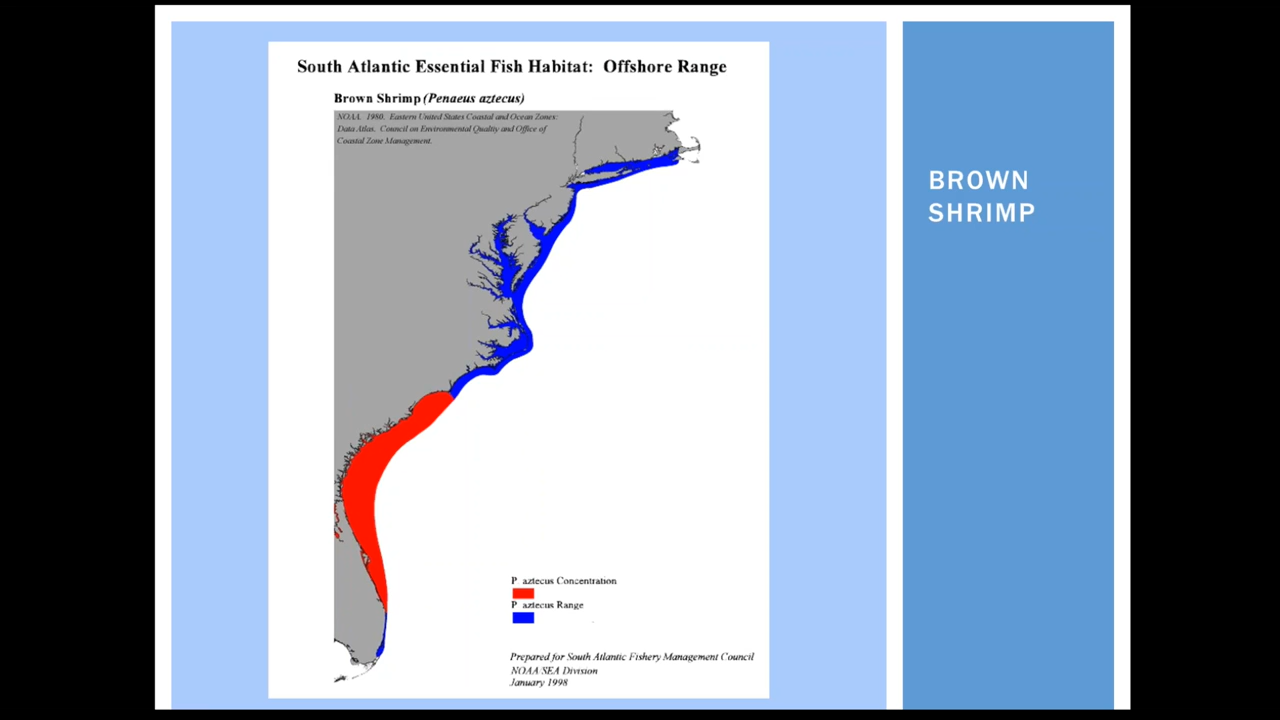 South Atlantic Essential Fish Habitat: Offshore Range
Brown Shrimp (Penaeus aztecus)
NOAA. 1980. Eastern United States Coastal and Ocean Zones:
Data Atlas. Council on Environmental Quality and Office of
Coastal Zone Management.
BROWN
SHRIMP
P aztecus Concentration
P aztecus Range
Prepared for South Atlantic Fishery Management Council
NOAA SEA Division
January 1998